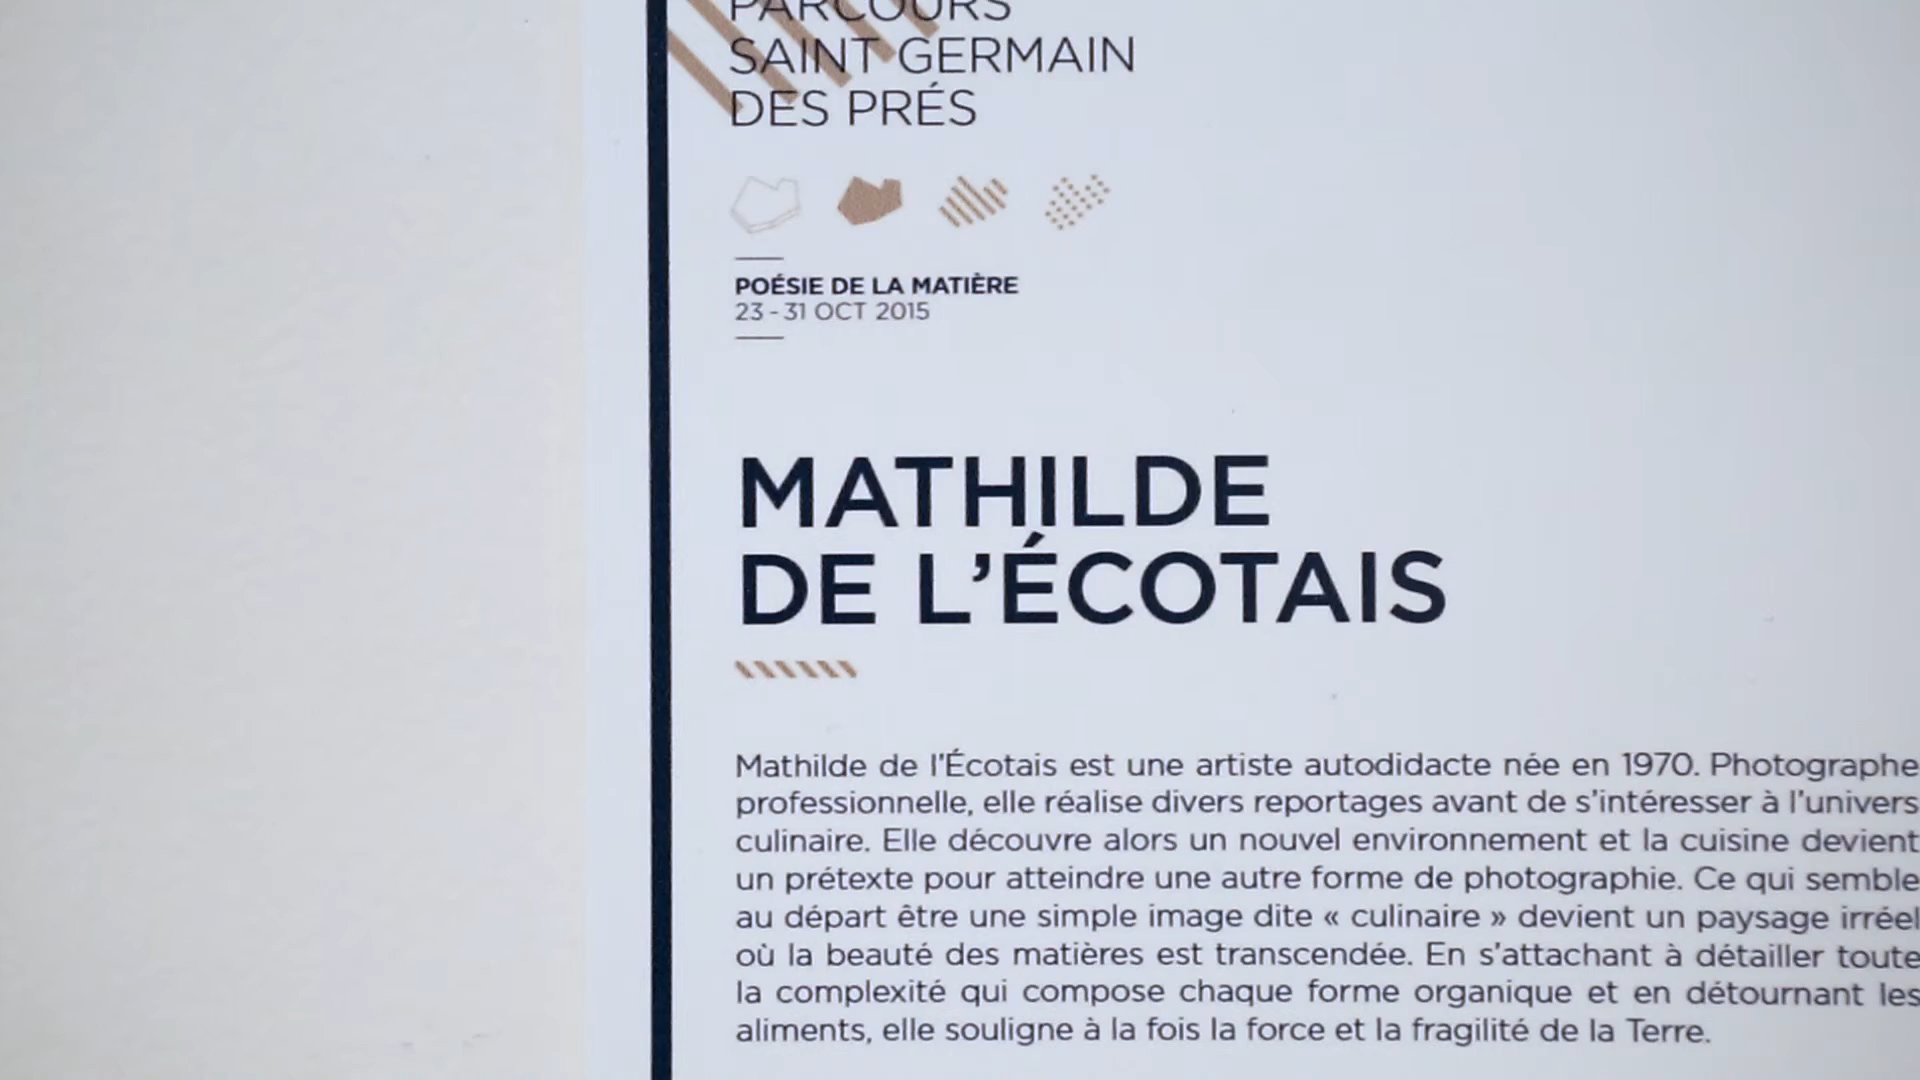 PARCOURS
SAINT GERMAIN
DES PRÉS
POÉSIE DE LA MATIÈRE
23 - 31 OCT 2015
MATHILDE
DE L’ÉCOTAIS
Mathilde de l’Écotais est une artiste autodidacte née en 1970. Photographe
professionnelle, elle réalise divers reportages avant de s’intéresser à l’univers
culinaire. Elle découvre alors un nouvel environnement et la cuisine devient
un prétexte pour atteindre une autre forme de photographie. Ce qui semble
au départ être une simple image dite « culinaire » devient un paysage irréel
où la beauté des matières est transcendée. En s’attachant à détailler toute
la complexité qui compose chaque forme organique et en détournant les
aliments, elle souligne à la fois la force et la fragilité de la Terre.